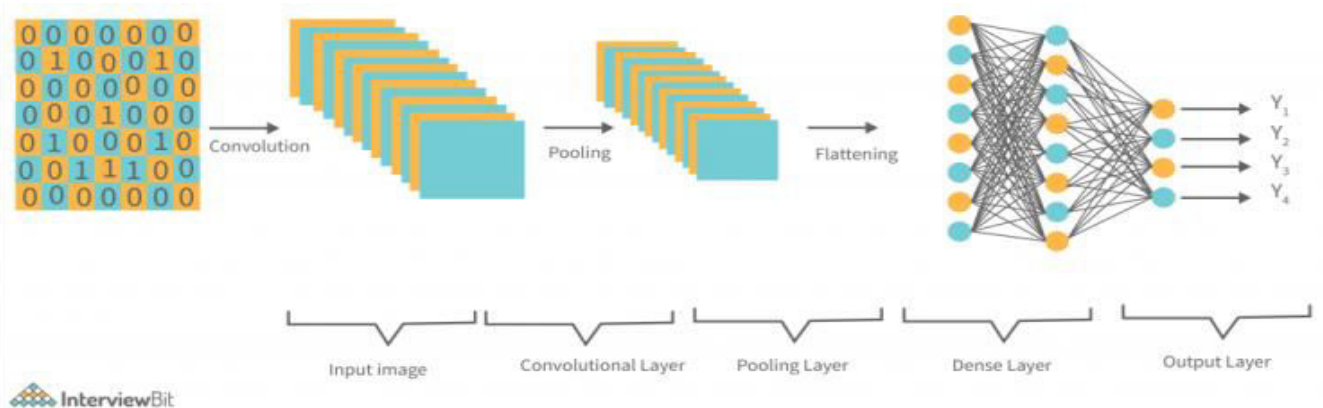 0 0 0 0 0 0 0
0 1 0 0 0 1 0
0 0 0 0 0 0 0
0 0 0 1 0 0 0
0 1 0 0 0 1 0
0 0 1 1 1 0 0
0 0 0 0 0 0 0
Convolution
Pooling
Flattening
Y1
Y2
Y3
Y4
Input image
Convolutional Layer
Pooling Layer
Dense Layer
Output Layer
InterviewBit